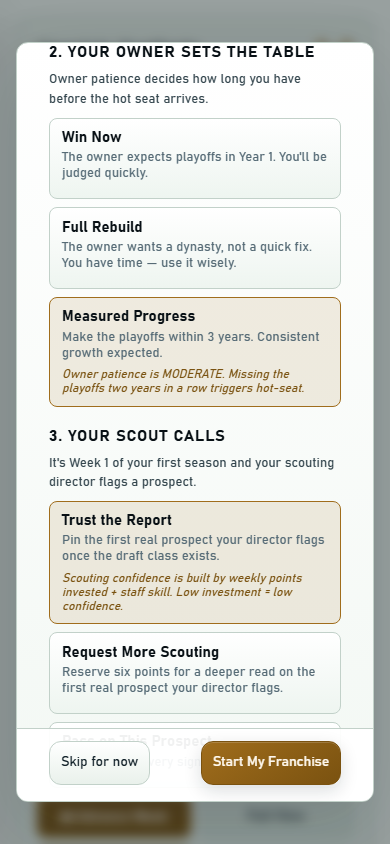 2. YOUR OWNER SETS THE TABLE
Owner patience decides how long you have
before the hot seat arrives.
Win Now
The owner expects playoffs in Year 1. You'll be
judged quickly.
Full Rebuild
The owner wants a dynasty, not a quick fix.
You have time — use it wisely.
Measured Progress
Make the playoffs within 3 years. Consistent
growth expected.
Owner patience is MODERATE. Missing the
playoffs two years in a row triggers hot-seat.
3. YOUR SCOUT CALLS
It's Week 1 of your first season and your scouting
director flags a prospect.
Trust the Report
Pin the first real prospect your director flags
once the draft class exists.
Scouting confidence is built by weekly points
invested + staff skill. Low investment = low
confidence.
Request More Scouting
Reserve six points for a deeper read on the
first real prospect your director flags.
Pass on This Prospect
Skip for now
Start My Franchise